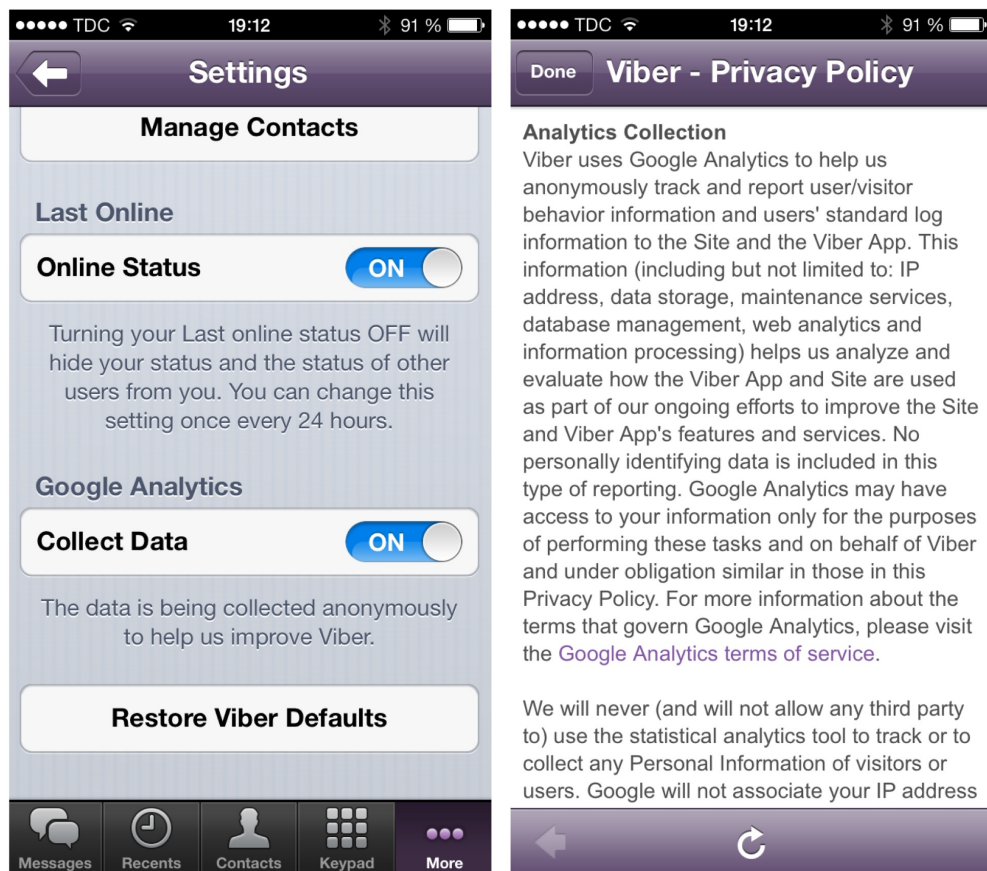 TDC 19:12 91 %
Settings
Manage Contacts
Last Online
Online Status ON
Turning your Last online status OFF will
hide your status and the status of other
users from you. You can change this
setting once every 24 hours.
Google Analytics
Collect Data ON
The data is being collected anonymously
to help us improve Viber.
Restore Viber Defaults
Messages Recents Contacts Keypad More
TDC 19:12 91 %
Done Viber - Privacy Policy
Analytics Collection
Viber uses Google Analytics to help us
anonymously track and report user/visitor
behavior information and users' standard log
information to the Site and the Viber App. This
information (including but not limited to: IP
address, data storage, maintenance services,
database management, web analytics and
information processing) helps us analyze and
evaluate how the Viber App and Site are used
as part of our ongoing efforts to improve the Site
and Viber App's features and services. No
personally identifying data is included in this
type of reporting. Google Analytics may have
access to your information only for the purposes
of performing these tasks and on behalf of Viber
and under obligation similar in those in this
Privacy Policy. For more information about the
terms that govern Google Analytics, please visit
the Google Analytics terms of service.
We will never (and will not allow any third party
to) use the statistical analytics tool to track or to
collect any Personal Information of visitors or
users. Google will not associate your IP address